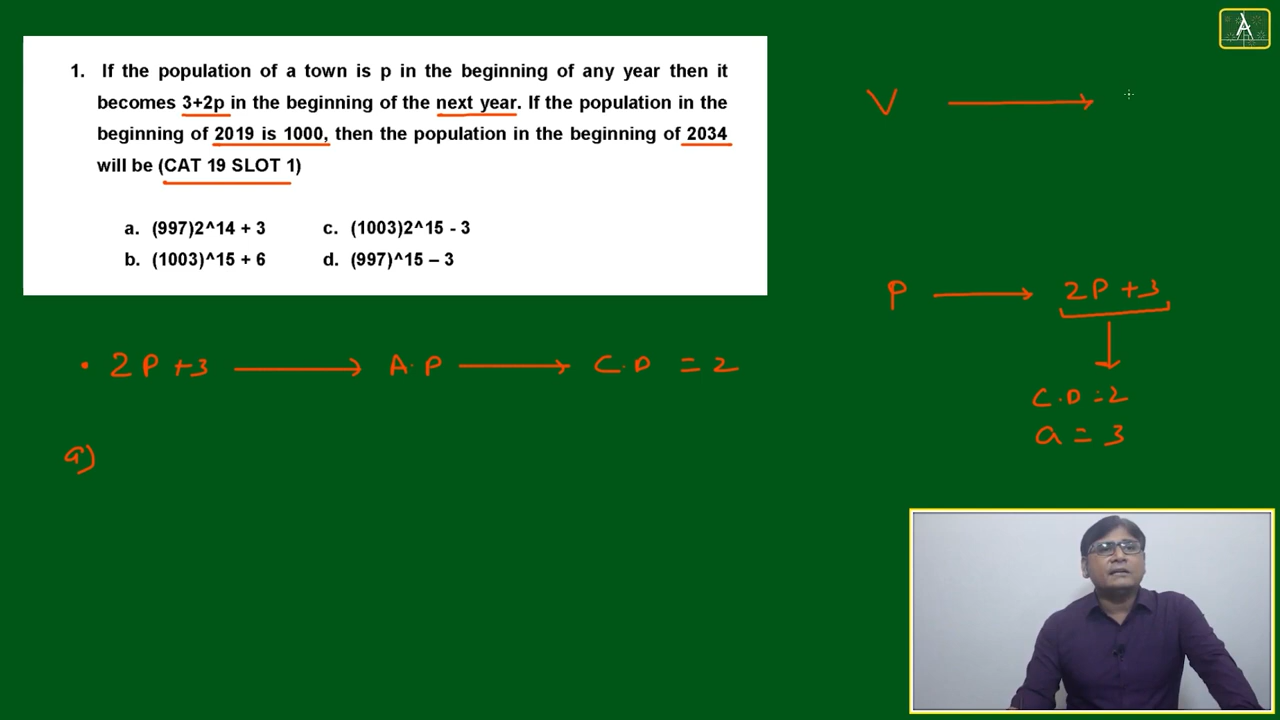 1. If the population of a town is p in the beginning of any year then it
becomes 3+2p in the beginning of the next year. If the population in the
beginning of 2019 is 1000, then the population in the beginning of 2034
will be (CAT 19 SLOT 1)
a. (997)2^14 + 3
c. (1003)2^15 - 3
b. (1003)^15 + 6
d. (997)^15 – 3
V
P 2P+3
C.D=2
a = 3
• 2P+3 A.P C.D = 2
a)